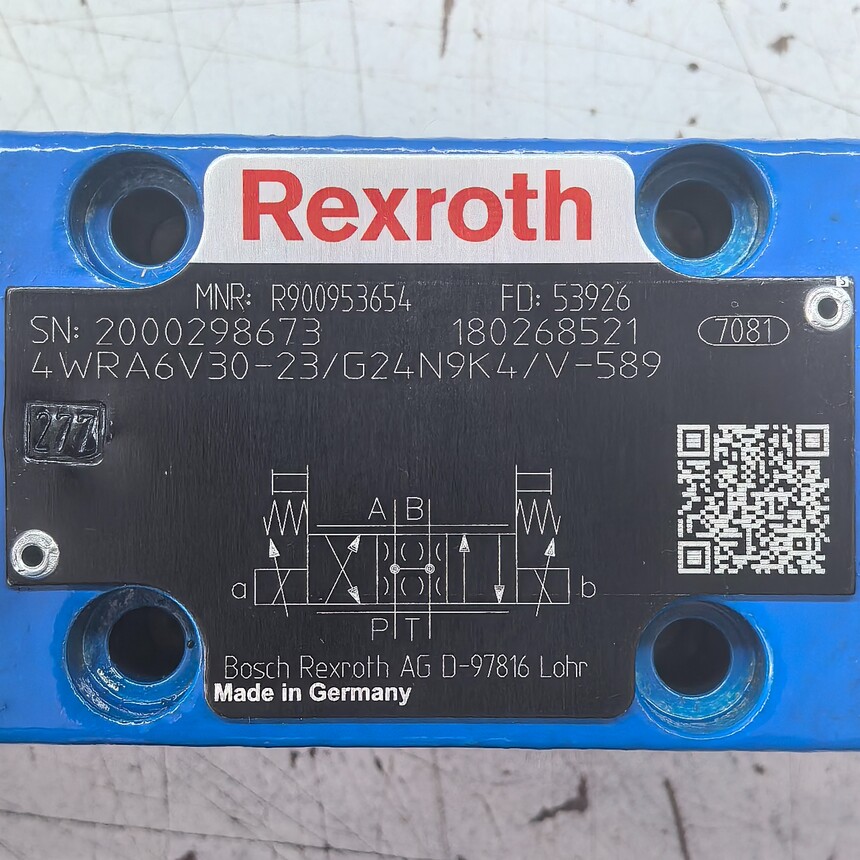 Rexroth
MNR: R900953654 FD: 53926
SN: 2000298673 180268521 7081
4WRA6V30-23/G24N9K4/V-589
277
A B
a b
P T
Bosch Rexroth AG D-97816 Lohr
Made in Germany